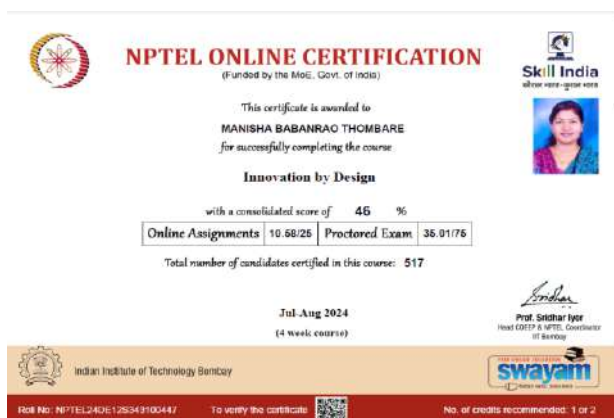 NPTEL ONLINE CERTIFICATION
(Funded by the MoE, Govt. of India)
Skill India
कौशल भारत-कुशल भारत
This certificate is awarded to
MANISHA BABANRAO THOMBARE
for successfully completing the course
Innovation by Design
with a consolidated score of 46 %
Online Assignments 10.58/25 Proctored Exam 35.01/75
Total number of candidates certified in this course: 517
Jul-Aug 2024
(4 week course)
Prof. Sridhar Iyer
Head CDEEP & NPTEL Coordinator
IIT Bombay
Indian Institute of Technology Bombay
swayam
Roll No: NPTEL24DE12S343100447 To verify the certificate No. of credits recommended: 1 or 2